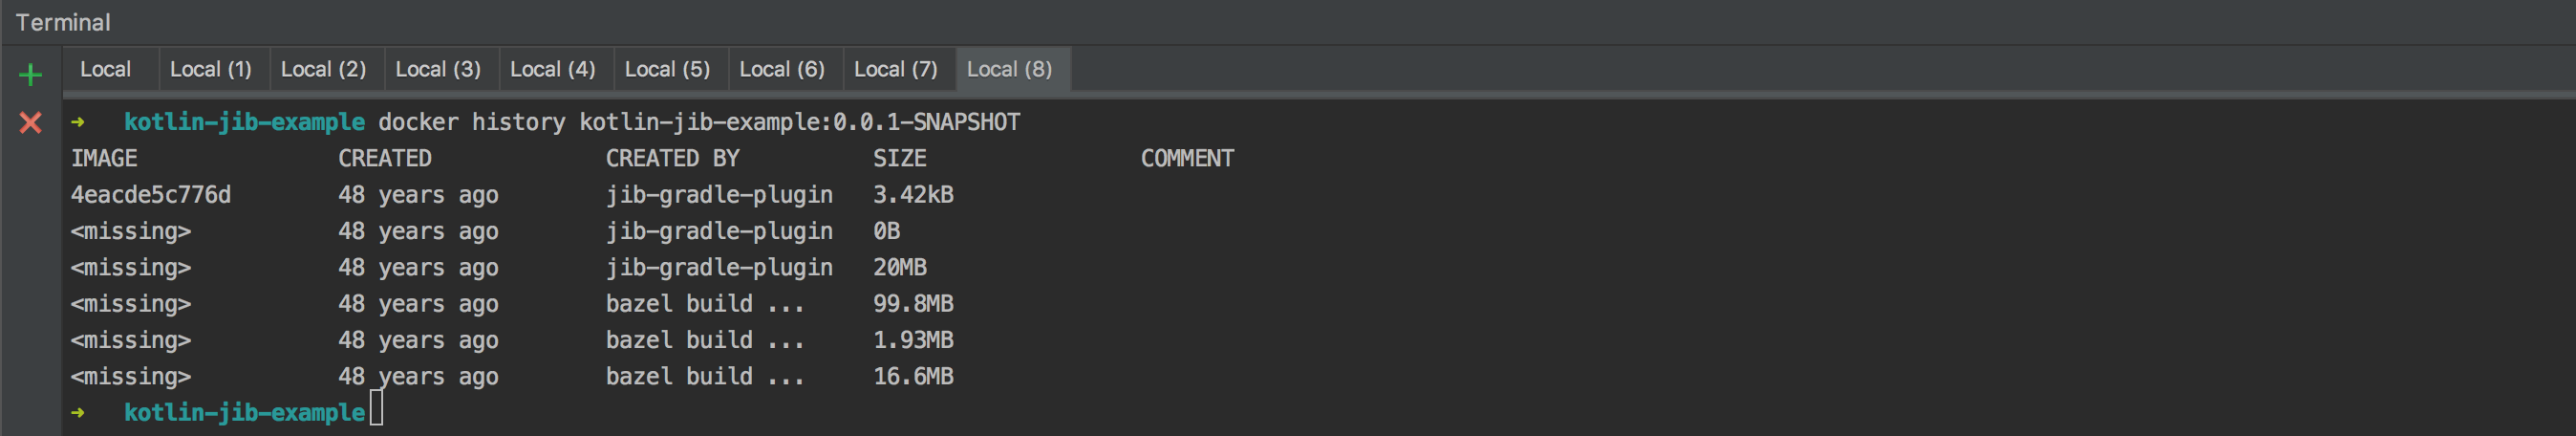 Terminal
Local Local (1) Local (2) Local (3) Local (4) Local (5) Local (6) Local (7) Local (8)
➜ kotlin-jib-example docker history kotlin-jib-example:0.0.1-SNAPSHOT
IMAGE CREATED CREATED BY SIZE COMMENT
4eacde5c776d 48 years ago jib-gradle-plugin 3.42kB
<missing> 48 years ago jib-gradle-plugin 0B
<missing> 48 years ago jib-gradle-plugin 20MB
<missing> 48 years ago bazel build ... 99.8MB
<missing> 48 years ago bazel build ... 1.93MB
<missing> 48 years ago bazel build ... 16.6MB
➜ kotlin-jib-example